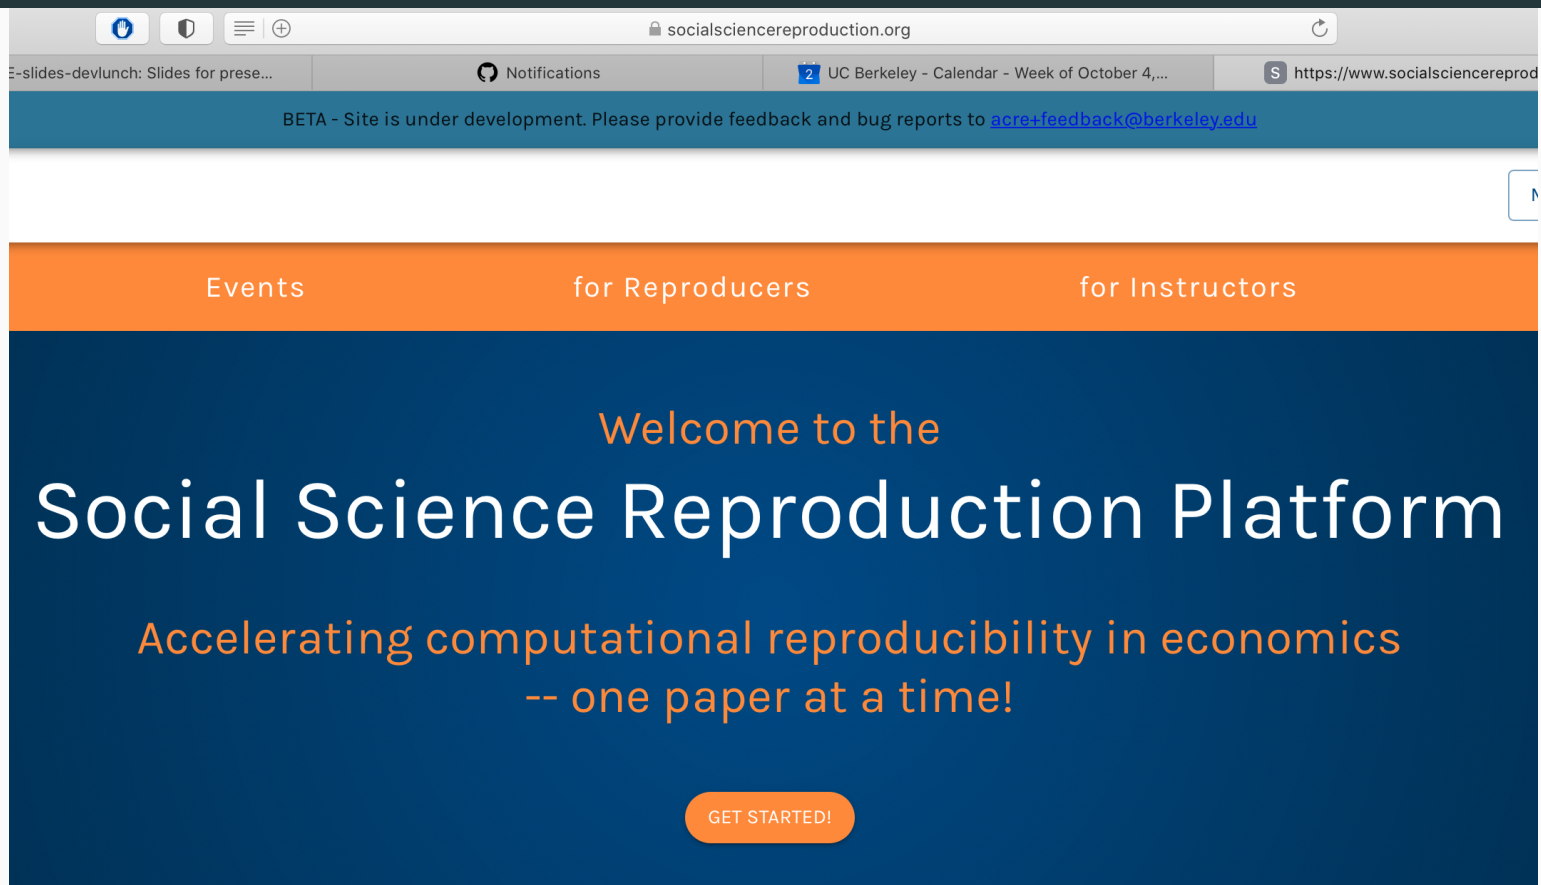 socialsciencereproduction.org
E-slides-devlunch: Slides for prese...
Notifications
2
UC Berkeley - Calendar - Week of October 4,...
S
https://www.socialsciencereprod
BETA - Site is under development. Please provide feedback and bug reports to acre+feedback@berkeley.edu
Events
for Reproducers
for Instructors
Welcome to the
Social Science Reproduction Platform
Accelerating computational reproducibility in economics
-- one paper at a time!
GET STARTED!